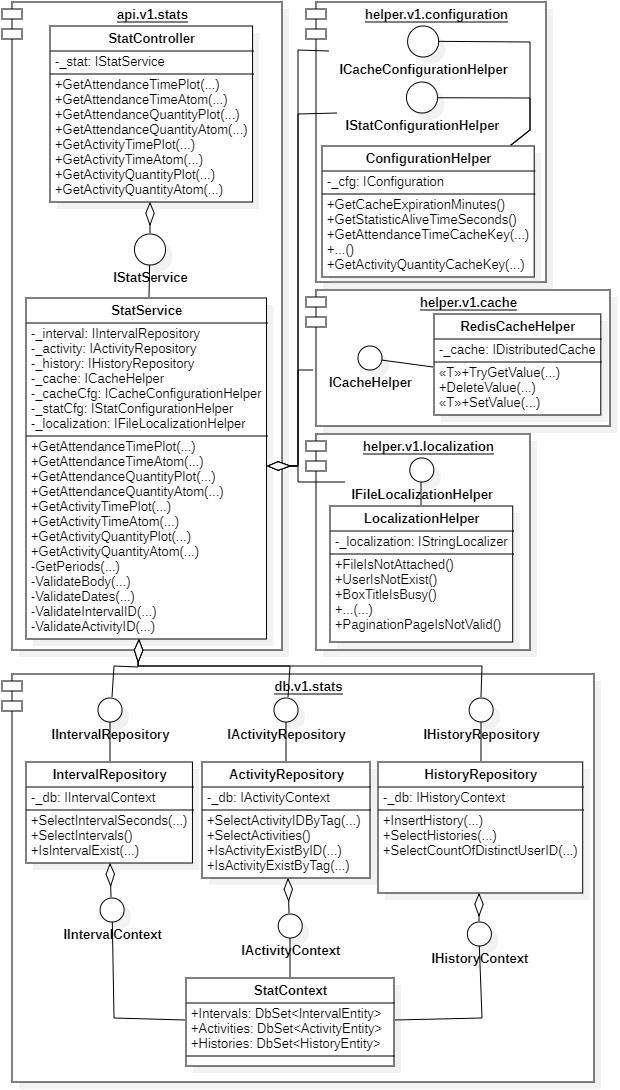 api.v1.stats
StatController
-_stat: IStatService
+GetAttendanceTimePlot(...)
+GetAttendanceTimeAtom(...)
+GetAttendanceQuantityPlot(...)
+GetAttendanceQuantityAtom(...)
+GetActivityTimePlot(...)
+GetActivityTimeAtom(...)
+GetActivityQuantityPlot(...)
+GetActivityQuantityAtom(...)
IStatService
StatService
-_interval: IIntervalRepository
-_activity: IActivityRepository
-_history: IHistoryRepository
-_cache: ICacheHelper
-_cacheCfg: ICacheConfigurationHelper
-_statCfg: IStatConfigurationHelper
-_localization: IFileLocalizationHelper
+GetAttendanceTimePlot(...)
+GetAttendanceTimeAtom(...)
+GetAttendanceQuantityPlot(...)
+GetAttendanceQuantityAtom(...)
+GetActivityTimePlot(...)
+GetActivityTimeAtom(...)
+GetActivityQuantityPlot(...)
+GetActivityQuantityAtom(...)
-GetPeriods(...)
-ValidateBody(...)
-ValidateDates(...)
-ValidateIntervalID(...)
-ValidateActivityID(...)
helper.v1.configuration
ICacheConfigurationHelper
IStatConfigurationHelper
ConfigurationHelper
-_cfg: IConfiguration
+GetCacheExpirationMinutes()
+GetStatisticAliveTimeSeconds()
+GetAttendanceTimeCacheKey(...)
+...()
+GetActivityQuantityCacheKey(...)
helper.v1.cache
RedisCacheHelper
-_cache: IDistributedCache
«T»+TryGetValue(...)
+DeleteValue(...)
«T»+SetValue(...)
ICacheHelper
helper.v1.localization
IFileLocalizationHelper
LocalizationHelper
-_localization: IStringLocalizer
+FileIsNotAttached()
+UserIsNotExist()
+BoxTitleIsBusy()
+...(...)
+PaginationPageIsNotValid()
db.v1.stats
IIntervalRepository
IActivityRepository
IHistoryRepository
IntervalRepository
-_db: IIntervalContext
+SelectIntervalSeconds(...)
+SelectIntervals()
+IsIntervalExist(...)
ActivityRepository
-_db: IActivityContext
+SelectActivityIDByTag(...)
+SelectActivities()
+IsActivityExistByID(...)
+IsActivityExistByTag(...)
HistoryRepository
-_db: IHistoryContext
+InsertHistory(...)
+SelectHistories(...)
+SelectCountOfDistinctUserID(...)
IIntervalContext
IActivityContext
IHistoryContext
StatContext
+Intervals: DbSet<IntervalEntity>
+Activities: DbSet<ActivityEntity>
+Histories: DbSet<HistoryEntity>